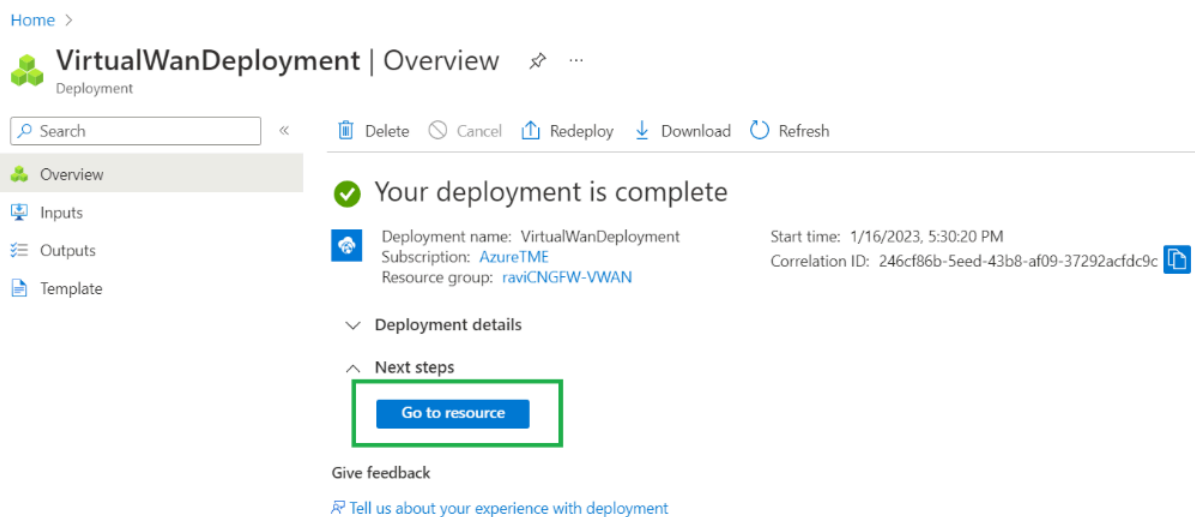 Home >
VirtualWanDeployment | Overview ...
Deployment
Search «
Delete Cancel Redeploy Download Refresh
Overview
Inputs
Outputs
Template
Your deployment is complete
Deployment name: VirtualWanDeployment
Subscription: AzureTME
Resource group: raviCNGFW-VWAN
Start time: 1/16/2023, 5:30:20 PM
Correlation ID: 246cf86b-5eed-43b8-af09-37292acfdc9c
Deployment details
Next steps
Go to resource
Give feedback
Tell us about your experience with deployment